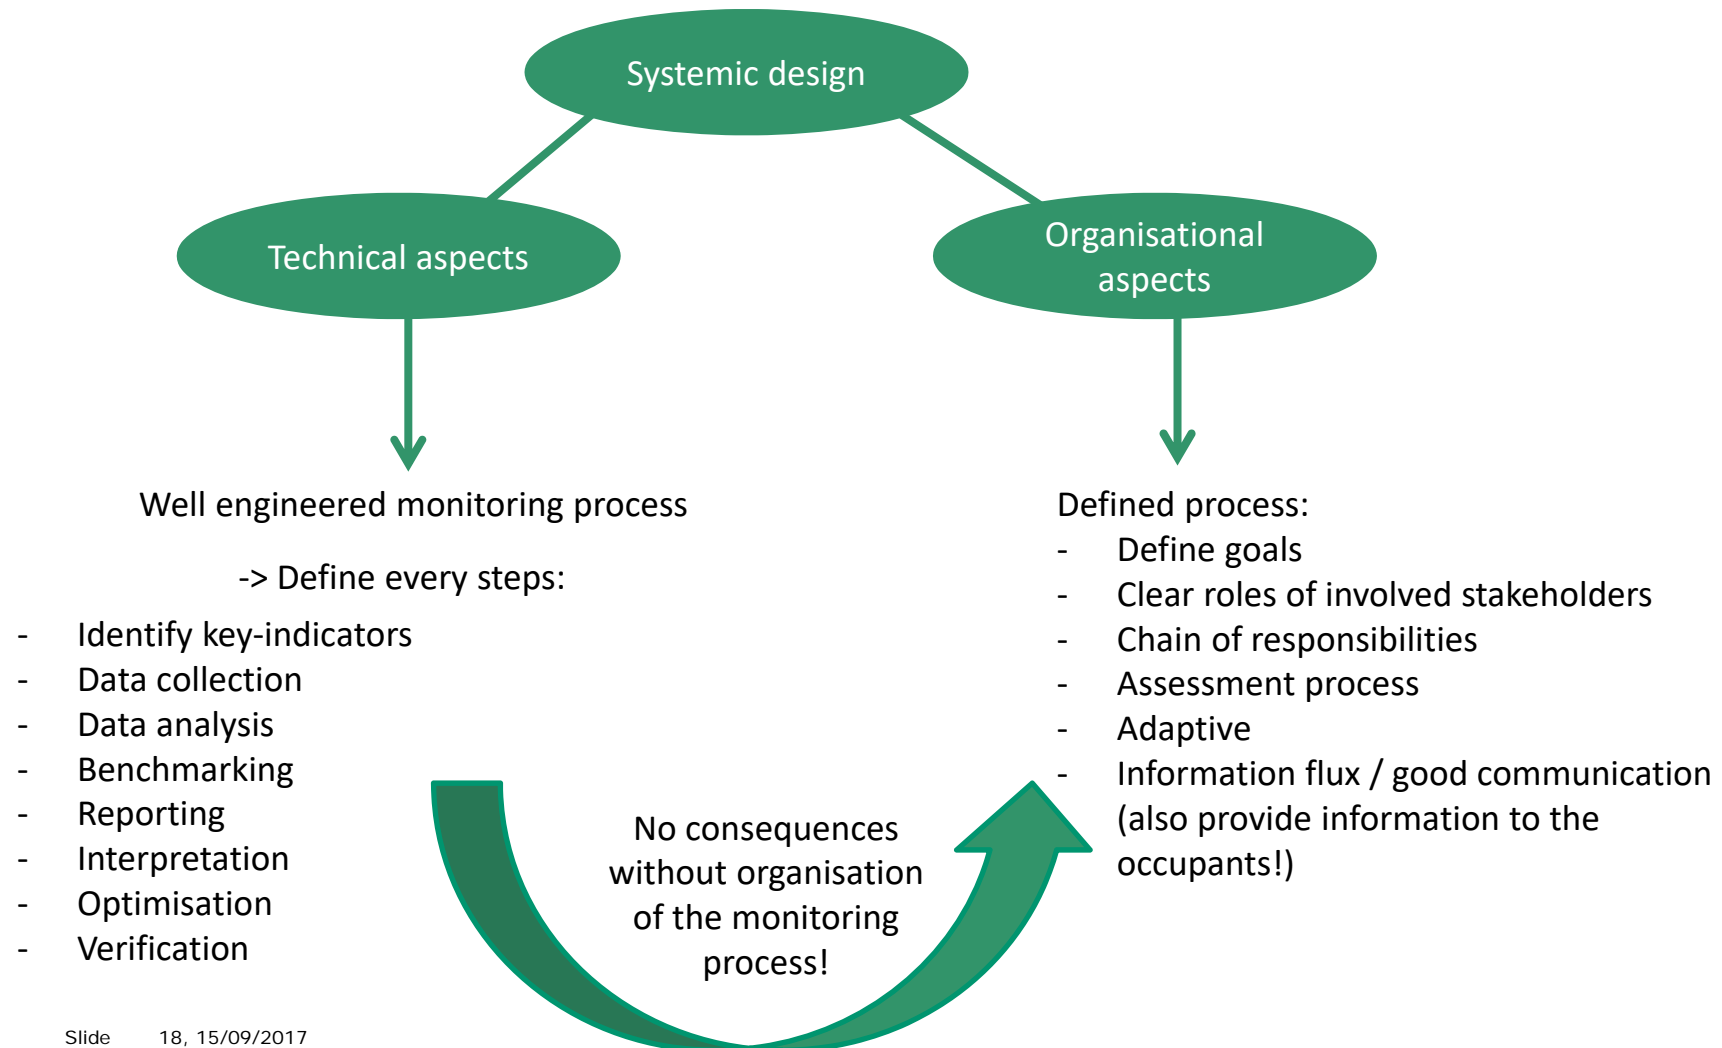 Systemic design
Technical aspects
Organisational
aspects
Well engineered monitoring process
-> Define every steps:
- Identify key-indicators
- Data collection
- Data analysis
- Benchmarking
- Reporting
- Interpretation
- Optimisation
- Verification
No consequences
without organisation
of the monitoring
process!
Defined process:
- Define goals
- Clear roles of involved stakeholders
- Chain of responsibilities
- Assessment process
- Adaptive
- Information flux / good communication
(also provide information to the
occupants!)
Slide 18, 15/09/2017